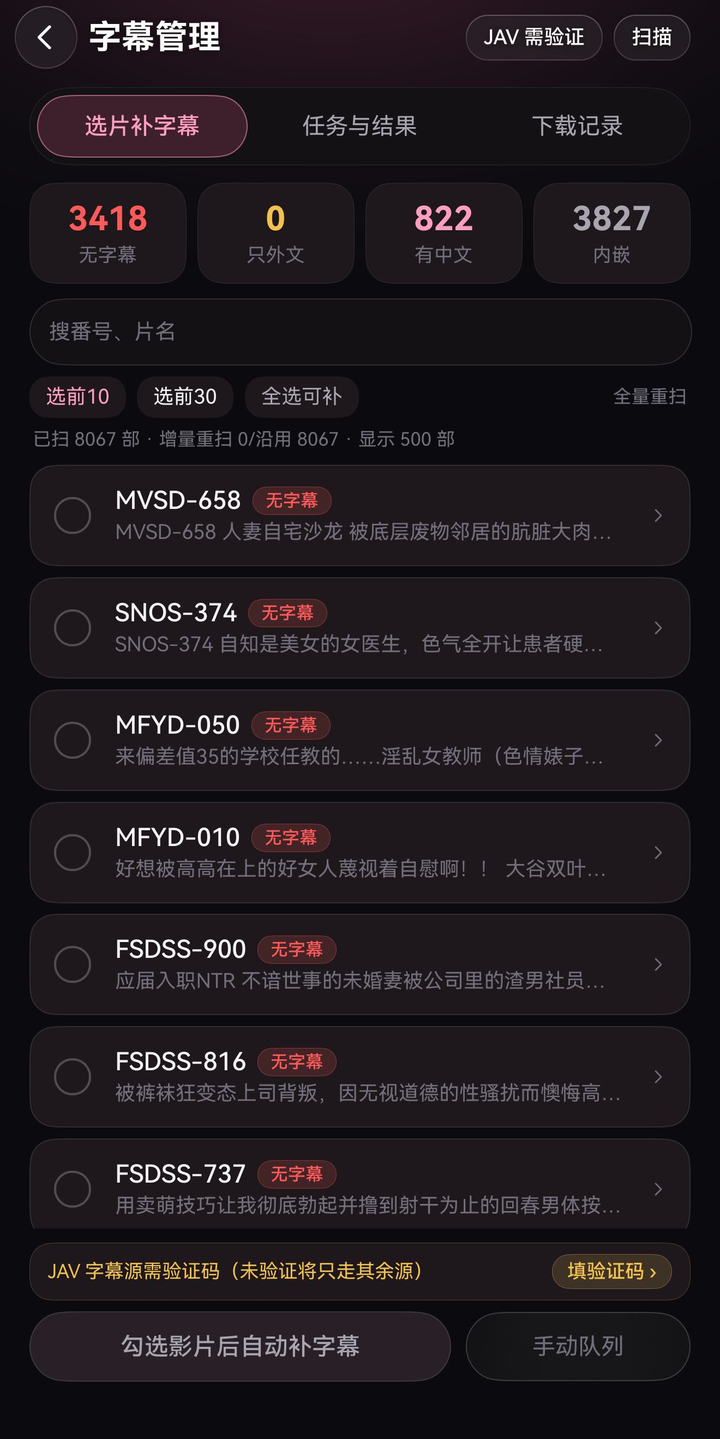 字幕管理
JAV 需验证
扫描
选片补字幕
任务与结果
下载记录
3418
0
822
3827
无字幕
只外文
有中文
内嵌
搜番号、片名
选前10
选前30
全选可补
全量重扫
已扫 8067 部 · 增量重扫 0/沿用 8067 · 显示 500 部
MVSD-658 无字幕
MVSD-658 人妻自宅沙龙 被底层废物邻居的肮脏大肉...
SNOS-374 无字幕
SNOS-374 自知是美女的女医生，色气全开让患者硬...
MFYD-050 无字幕
来偏差值35的学校任教的……淫乱女教师（色情婊子...
MFYD-010 无字幕
好想被高高在上的好女人蔑视着自慰啊！！ 大谷双叶...
FSDSS-900 无字幕
应届入职NTR 不谙世事的未婚妻被公司里的渣男社员...
FSDSS-816 无字幕
被裤袜狂变态上司背叛，因无视道德的性骚扰而懊悔高...
FSDSS-737 无字幕
用卖萌技巧让我彻底勃起并撸到射干为止的回春男体按...
JAV 字幕源需验证码（未验证将只走其余源）
填验证码 ›
勾选影片后自动补字幕
手动队列